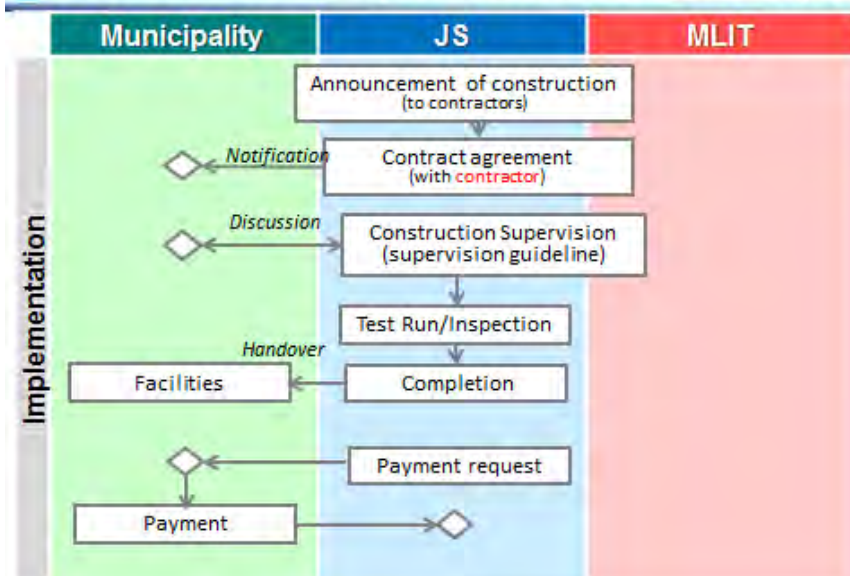 Municipality
JS
MLIT
Implementation
Announcement of construction
(to contractors)
Notification
Contract agreement
(with contractor)
Discussion
Construction Supervision
(supervision guideline)
Test Run/Inspection
Handover
Facilities
Completion
Payment request
Payment